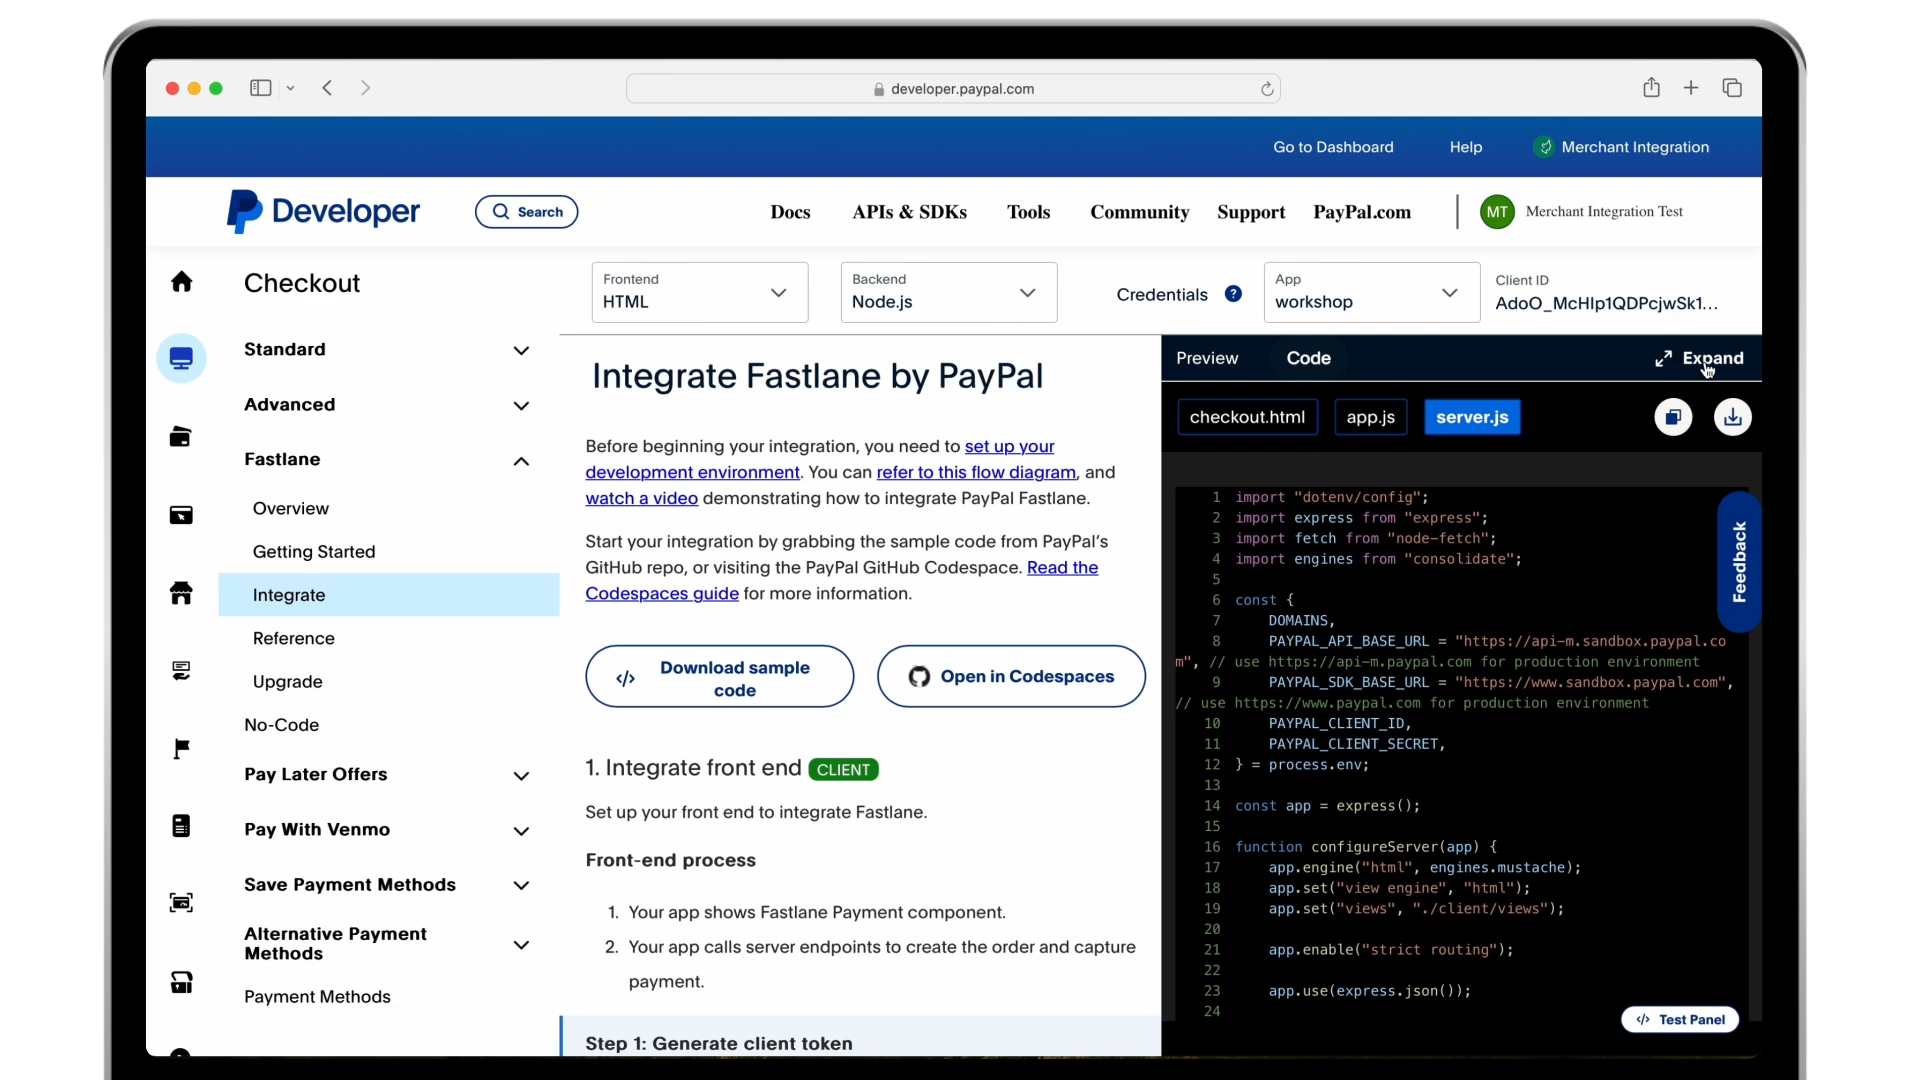 developer.paypal.com
Go to Dashboard
Help
Merchant Integration
Developer
Search
Docs
APIs & SDKs
Tools
Community
Support
PayPal.com
MT
Merchant Integration Test
Checkout
Standard
Advanced
Fastlane
Overview
Getting Started
Integrate
Reference
Upgrade
No-Code
Pay Later Offers
Pay With Venmo
Save Payment Methods
Alternative Payment
Methods
Payment Methods
Frontend
HTML
Backend
Node.js
Credentials ?
App
workshop
Client ID
AdoO_McHIp1QDPcjwSk1...
Integrate Fastlane by PayPal
Before beginning your integration, you need to set up your
development environment. You can refer to this flow diagram, and
watch a video demonstrating how to integrate PayPal Fastlane.
Start your integration by grabbing the sample code from PayPal's
GitHub repo, or visiting the PayPal GitHub Codespace. Read the
Codespaces guide for more information.
</> Download sample
code
Open in Codespaces
1. Integrate front end CLIENT
Set up your front end to integrate Fastlane.
Front-end process
1. Your app shows Fastlane Payment component.
2. Your app calls server endpoints to create the order and capture
payment.
Step 1: Generate client token
Preview
Code
Expand
checkout.html
app.js
server.js
1 import "dotenv/config";
2 import express from "express";
3 import fetch from "node-fetch";
4 import engines from "consolidate";
5
6 const {
7 DOMAINS,
8 PAYPAL_API_BASE_URL = "https://api-m.sandbox.paypal.co
m", // use https://api-m.paypal.com for production environment
9 PAYPAL_SDK_BASE_URL = "https://www.sandbox.paypal.com",
// use https://www.paypal.com for production environment
10 PAYPAL_CLIENT_ID,
11 PAYPAL_CLIENT_SECRET,
12 } = process.env;
13
14 const app = express();
15
16 function configureServer(app) {
17 app.engine("html", engines.mustache);
18 app.set("view engine", "html");
19 app.set("views", "./client/views");
20
21 app.enable("strict routing");
22
23 app.use(express.json());
24
Feedback
</> Test Panel